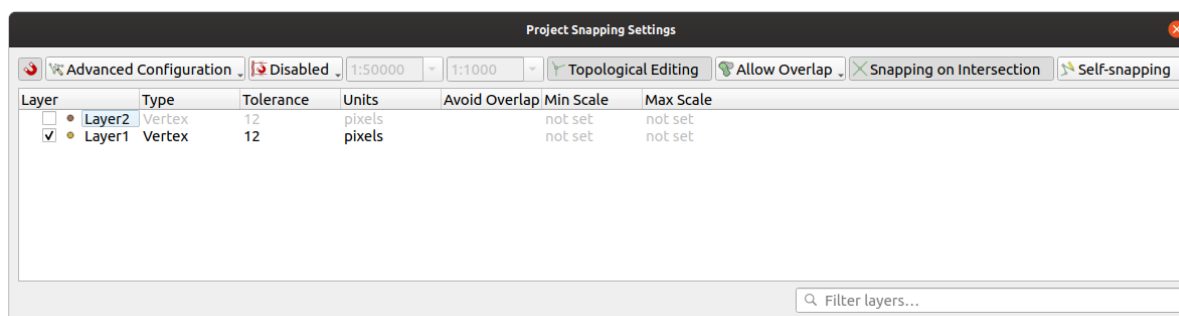 Project Snapping Settings
Advanced Configuration Disabled 1:50000 1:1000 Topological Editing Allow Overlap Snapping on Intersection Self-snapping
Layer Type Tolerance Units Avoid Overlap Min Scale Max Scale
Layer2 Vertex 12 pixels not set not set
Layer1 Vertex 12 pixels not set not set
Filter layers...